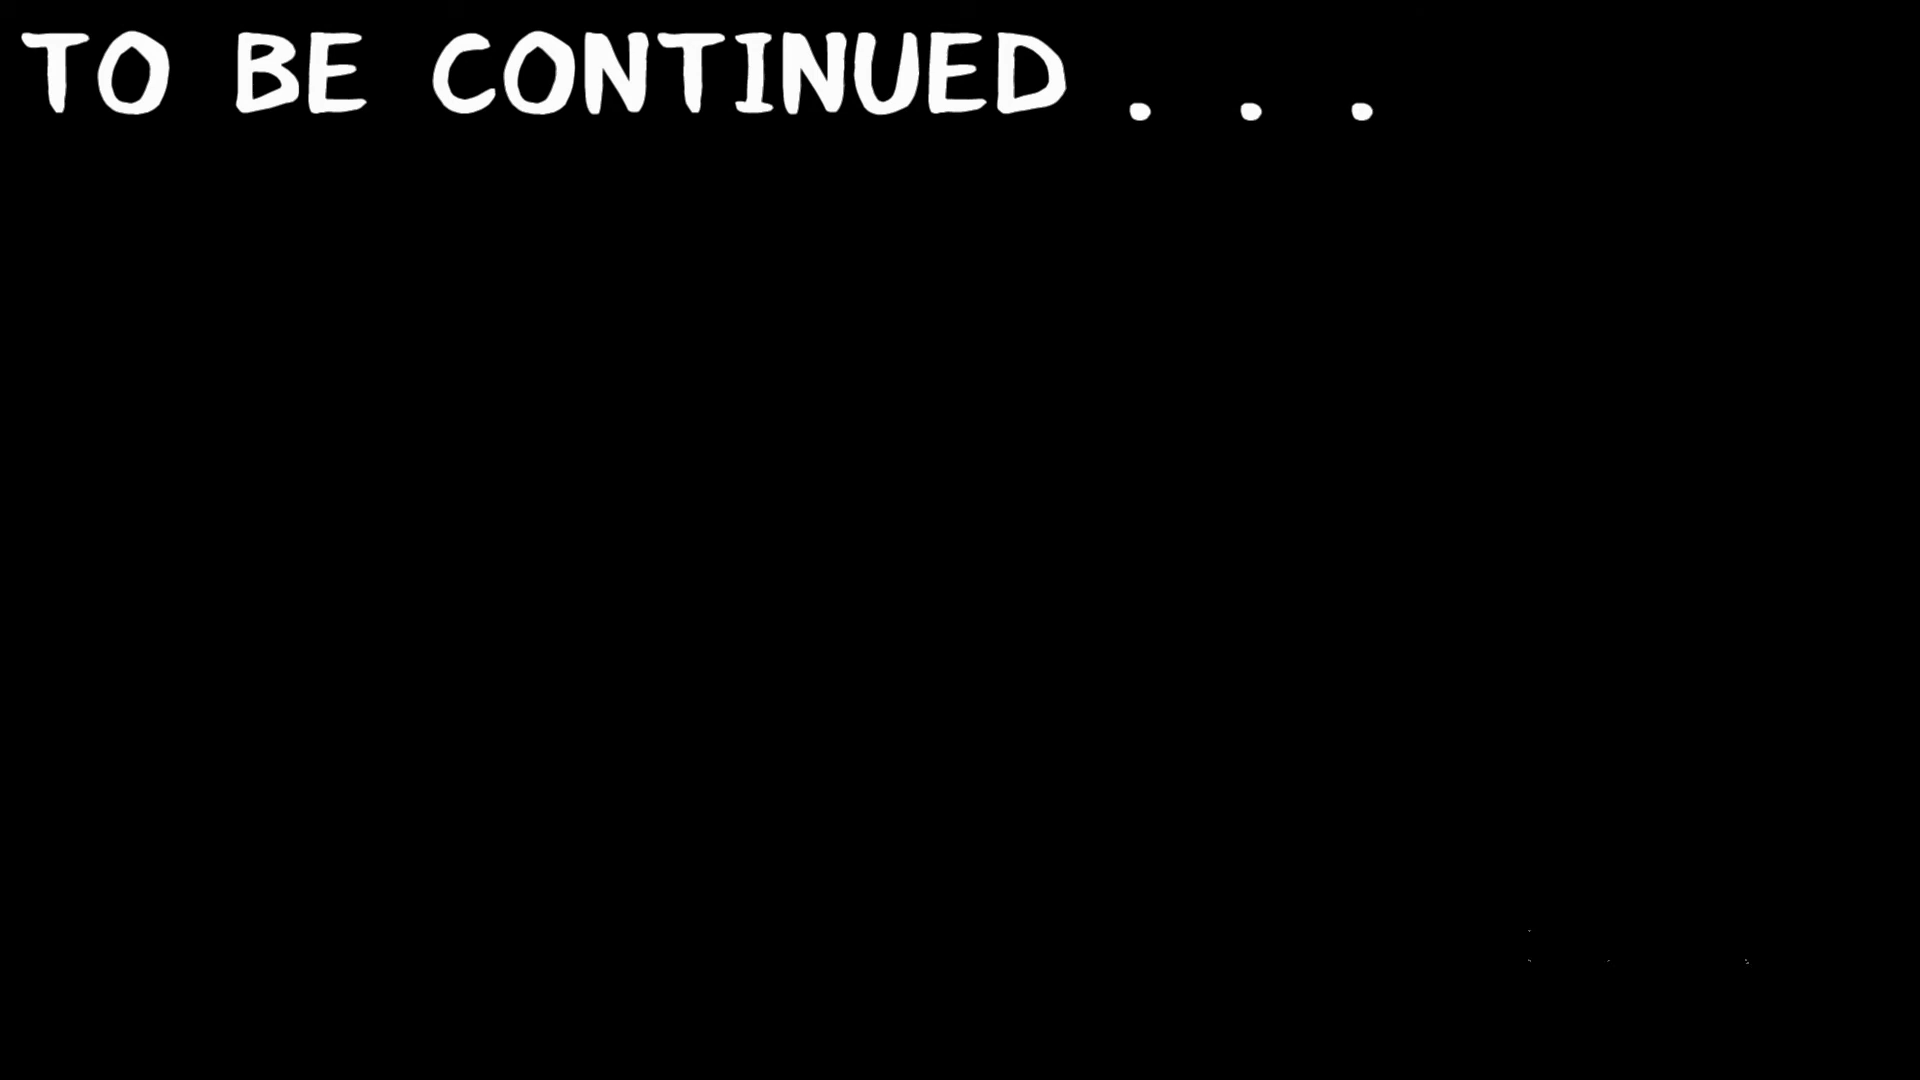 TO BE CONTINUED . . .